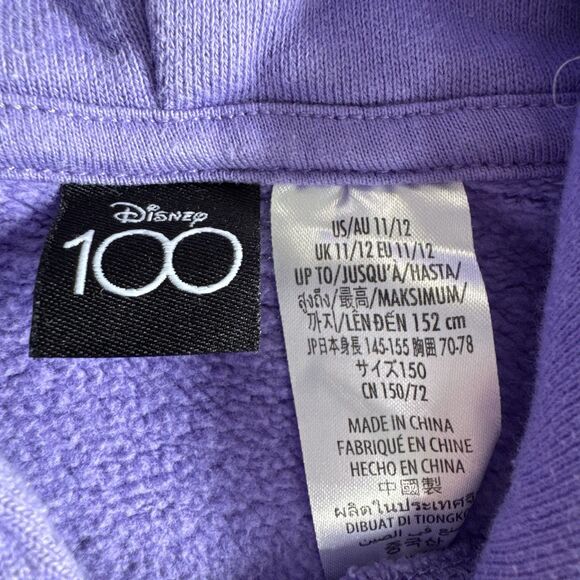 Disney
100
US/AU 11/12
UK 11/12 EU 11/12
UP TO/JUSQU'À/HASTA/
สูงถึง/最高/MAKSIMUM/
까지/LÊN ĐẾN 152 cm
JP日本身長 145-155 胸囲 70-78
サイズ150
CN 150/72
MADE IN CHINA
FABRIQUÉ EN CHINE
HECHO EN CHINA
中國製
ผลิตในประเทศจีน
DIBUAT DI TIONGKO
중국산